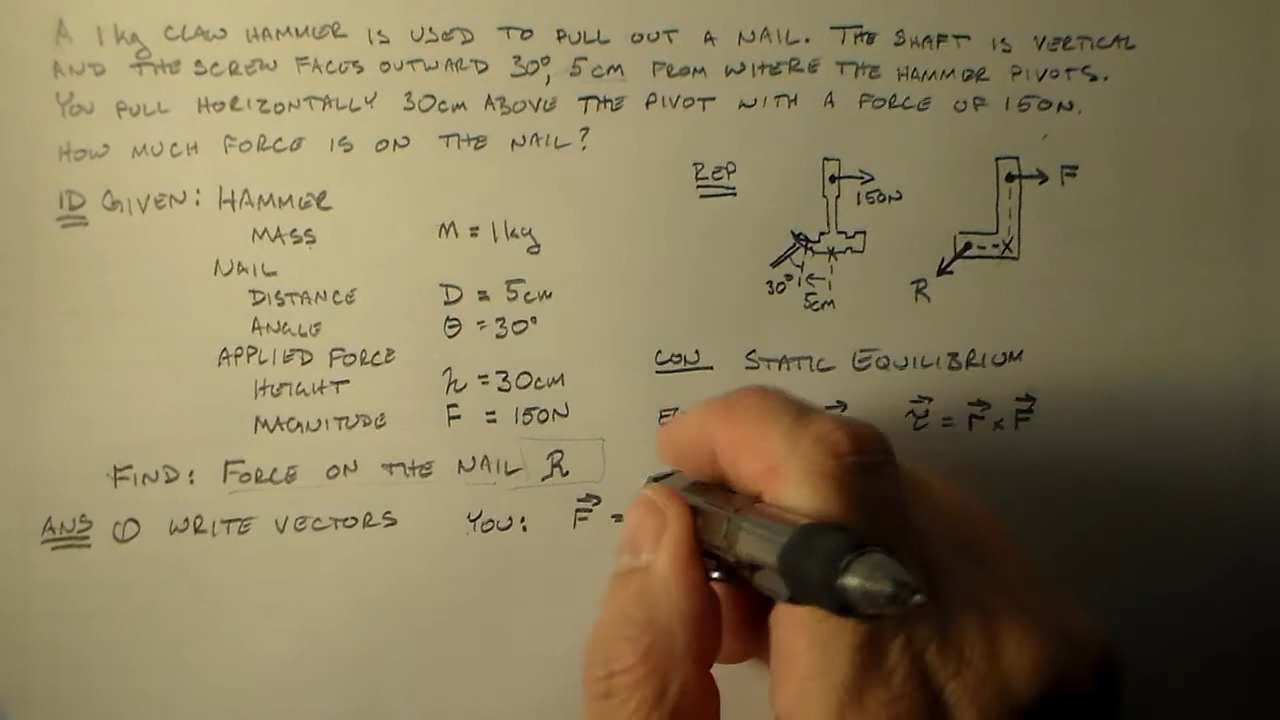 A 1kg CLAW HAMMER IS USED TO PULL OUT A NAIL. THE SHAFT IS VERTICAL
AND THE SCREW FACES OUTWARD 30°, 5cm FROM WHERE THE HAMMER PIVOTS.
YOU PULL HORIZONTALLY 30cm ABOVE THE PIVOT WITH A FORCE OF 150N.
HOW MUCH FORCE IS ON THE NAIL?
ID GIVEN: HAMMER
MASS M = 1kg
NAIL
DISTANCE D = 5cm
ANGLE θ = 30°
APPLIED FORCE
HEIGHT h = 30cm
MAGNITUDE F = 150N
FIND: FORCE ON THE NAIL R
REP
150N
30°
5cm
F
R
X
CON STATIC EQUILIBRIUM
τ⃗ = r⃗ × F⃗
ANS ① WRITE VECTORS YOU: F⃗ =